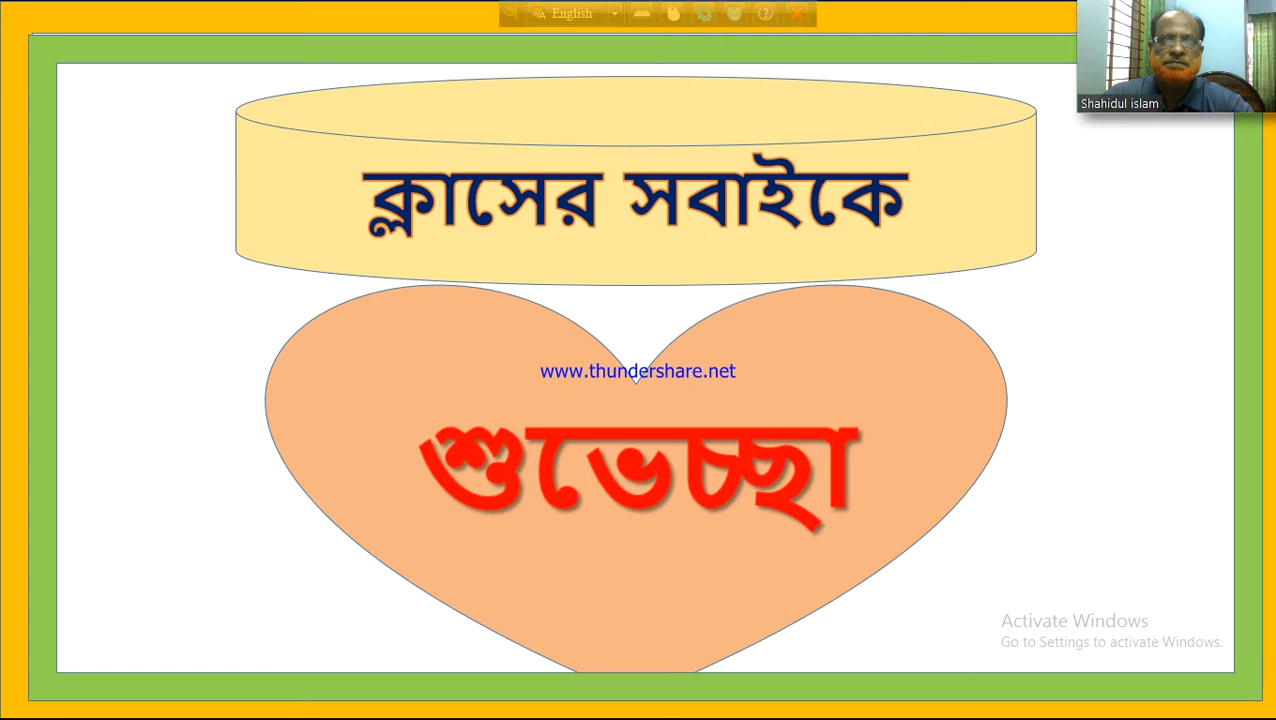 English
Shahidul islam
ক্লাসের সবাইকে
www.thundershare.net
শুভেচ্ছা
Activate Windows
Go to Settings to activate Windows.